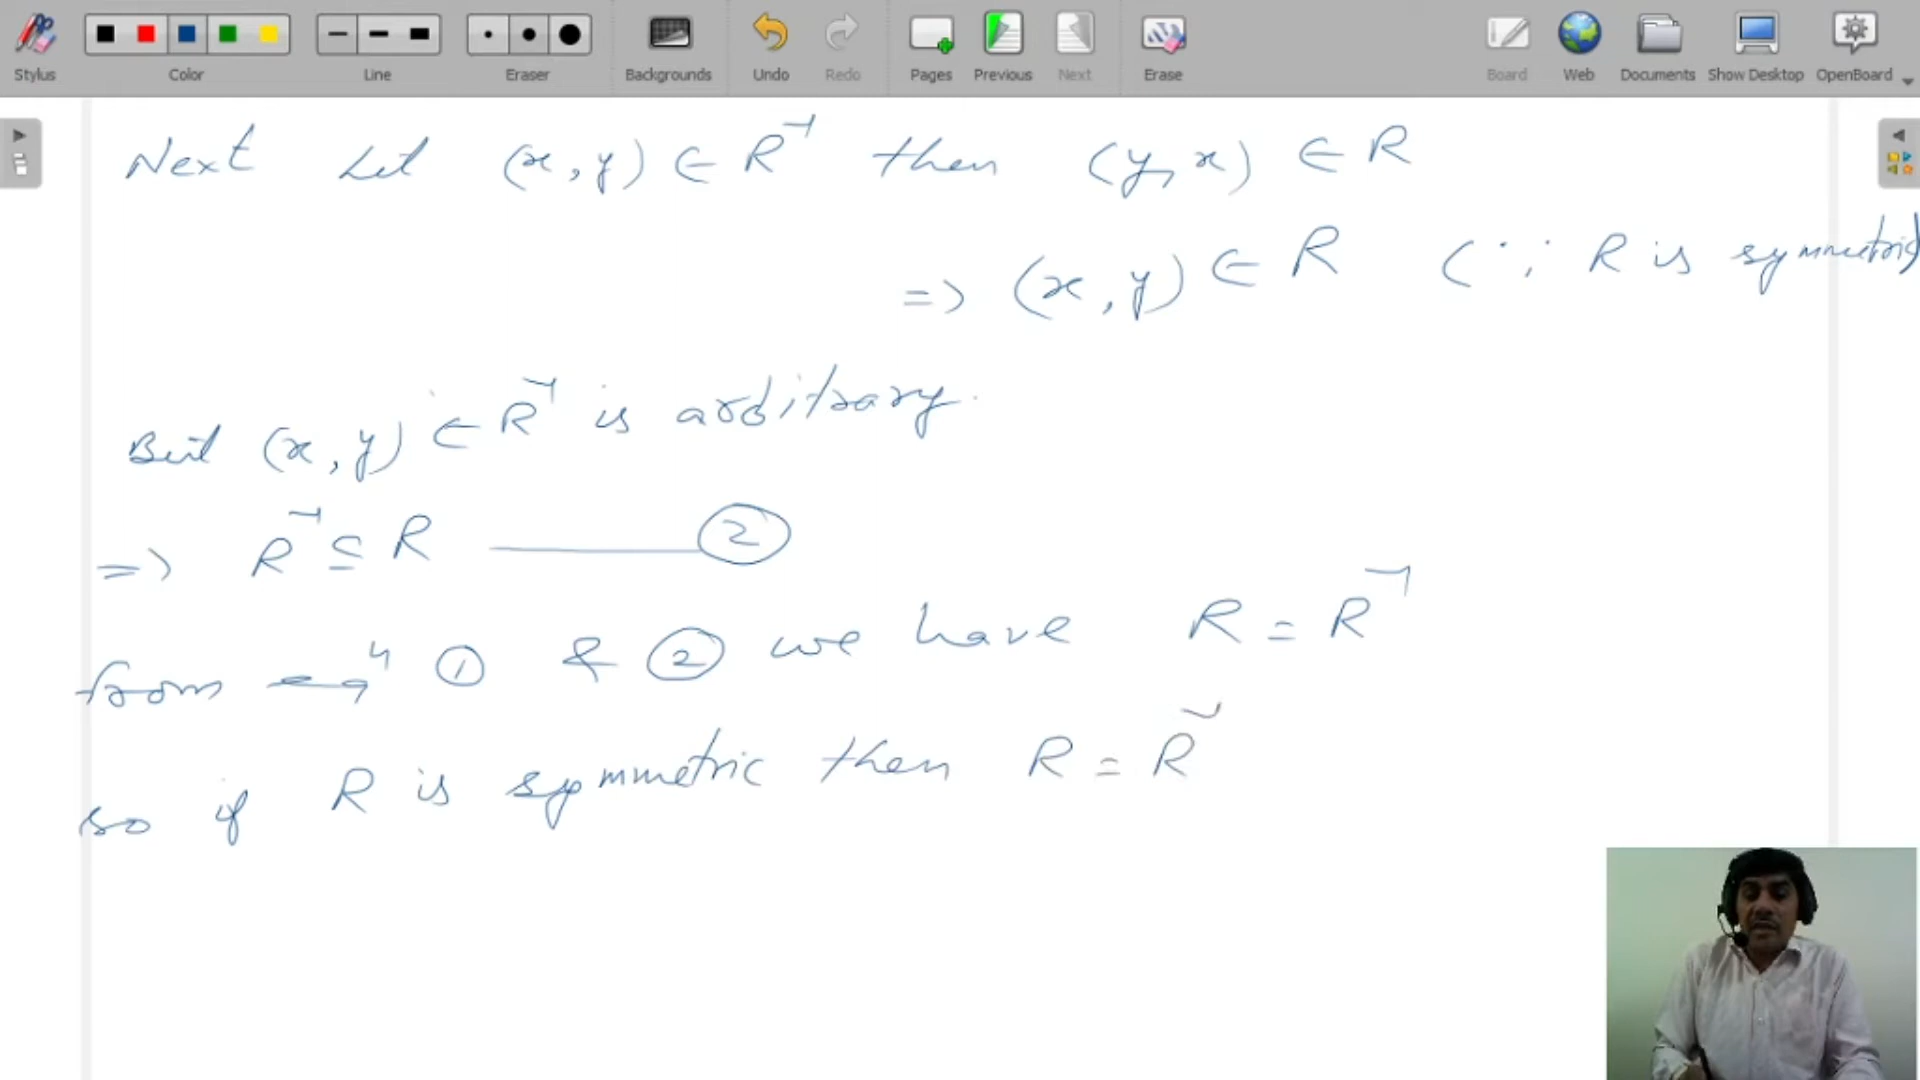 Stylus Color Line Eraser Backgrounds Undo Redo Pages Previous Next Erase Board Web Documents Show Desktop OpenBoard
Next Let (x,y) ∈ R⁻¹ then (y,x) ∈ R
=> (x,y) ∈ R (∵ R is symmetric)
But (x,y) ∈ R⁻¹ is arbitrary.
=> R⁻¹ ⊆ R ——— ②
from eqⁿ ① & ② we have R = R⁻¹
so if R is symmetric then R = R⁻¹